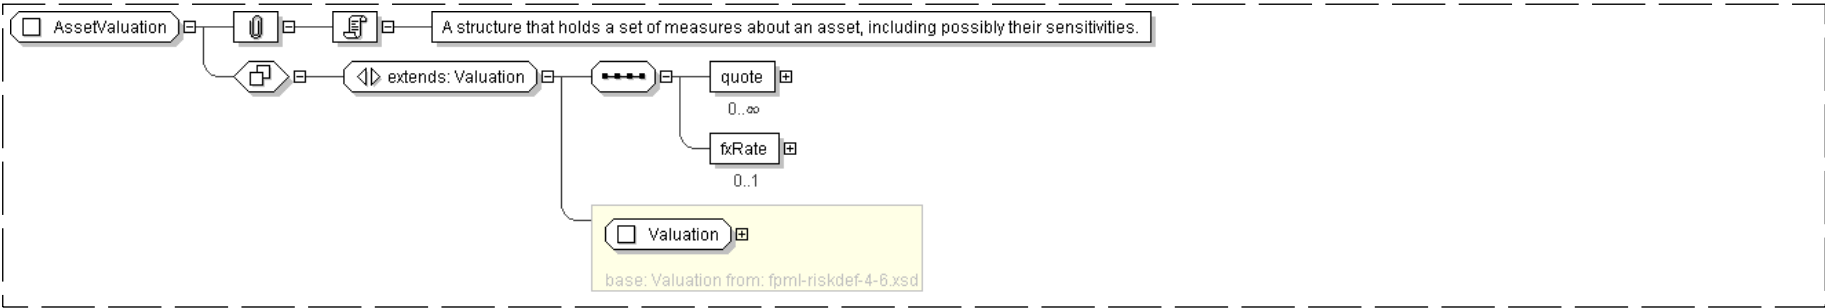 AssetValuation
A structure that holds a set of measures about an asset, including possibly their sensitivities.
extends: Valuation
quote
0..∞
fxRate
0..1
Valuation
base: Valuation from: fpml-riskdef-4-6.xsd